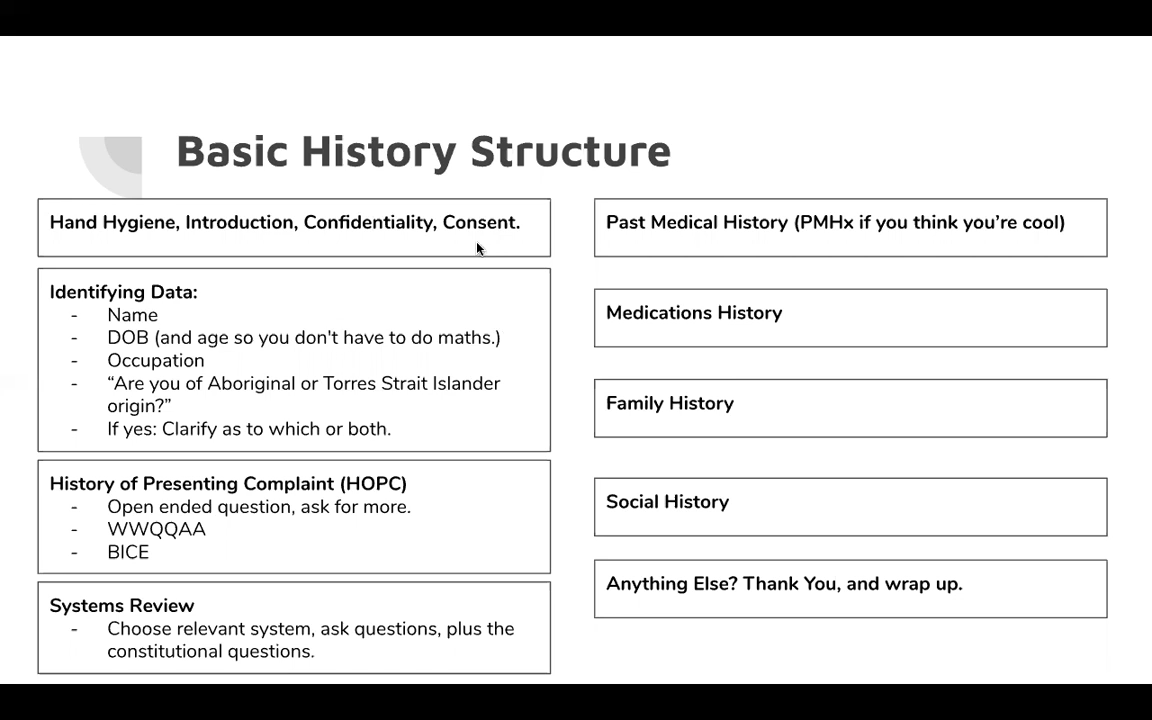 Basic History Structure
Hand Hygiene, Introduction, Confidentiality, Consent.
Identifying Data:
- Name
- DOB (and age so you don't have to do maths.)
- Occupation
- “Are you of Aboriginal or Torres Strait Islander
origin?”
- If yes: Clarify as to which or both.
History of Presenting Complaint (HOPC)
- Open ended question, ask for more.
- WWQQAA
- BICE
Systems Review
- Choose relevant system, ask questions, plus the
constitutional questions.
Past Medical History (PMHx if you think you’re cool)
Medications History
Family History
Social History
Anything Else? Thank You, and wrap up.